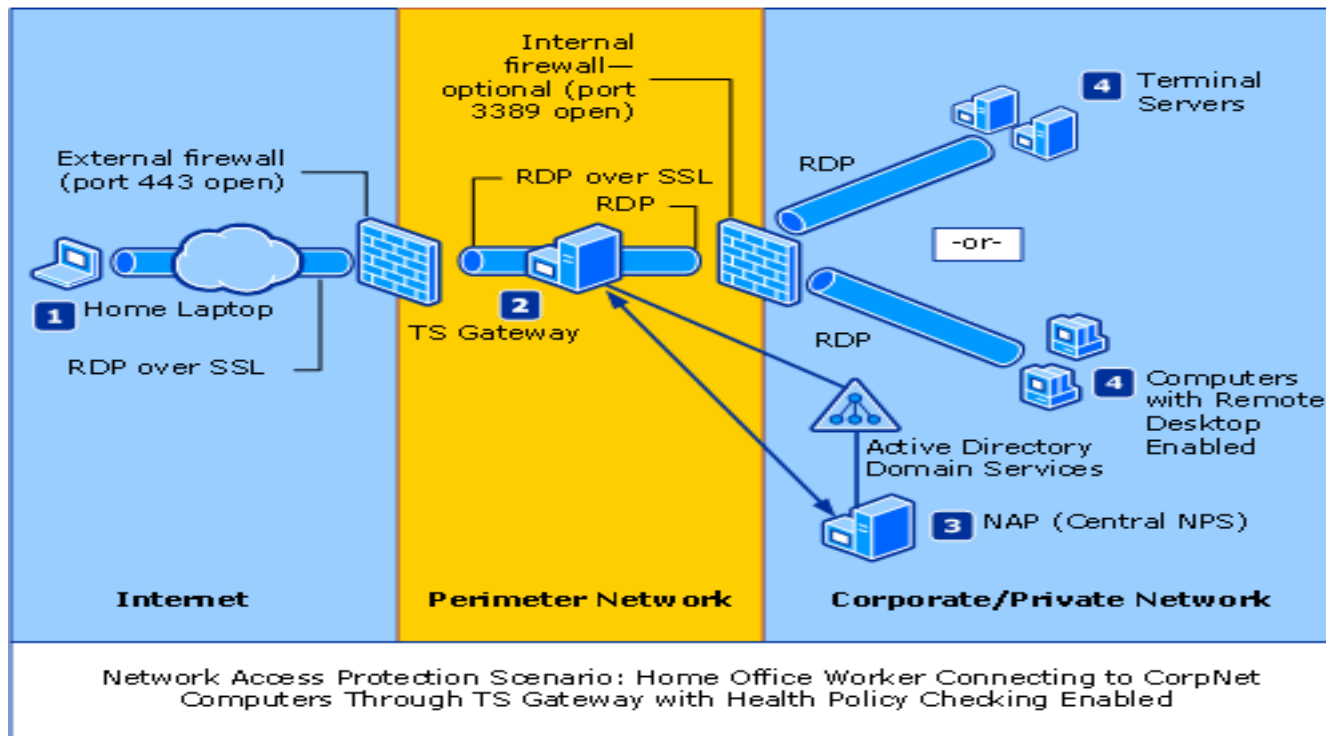 Internal
firewall—
optional (port
3389 open)
External firewall
(port 443 open)
RDP over SSL
RDP
4
Terminal
Servers
RDP
-or-
1
Home Laptop
RDP over SSL
2
TS Gateway
RDP
4
Computers
with Remote
Desktop
Enabled
Active Directory
Domain Services
3
NAP (Central NPS)
Internet
Perimeter Network
Corporate/Private Network
Network Access Protection Scenario: Home Office Worker Connecting to CorpNet
Computers Through TS Gateway with Health Policy Checking Enabled